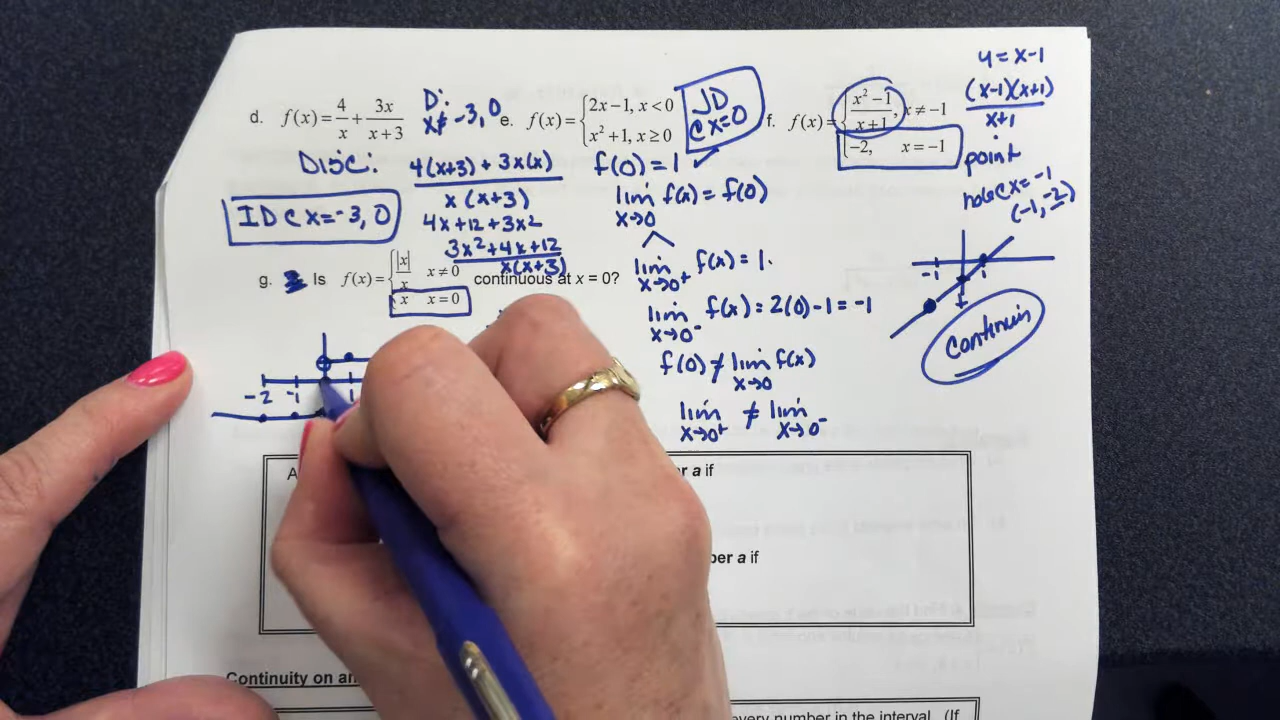 d. f(x) = 4/x + 3x/(x+3)
D: x ≠ -3, 0
DISC:
4(x+3) + 3x(x)
x(x+3)
4x+12+3x²
3x²+4x+12
x(x+3)
ID @ x=-3, 0
e. f(x) = { 2x-1, x<0
x²+1, x≥0
JD
@ x=0
f(0) = 1 ✓
lim f(x) = f(0)
x→0
lim f(x) = 1.
x→0⁺
lim f(x) = 2(0)-1 = -1
x→0⁻
f(0) ≠ lim f(x)
x→0
lim ≠ lim
x→0⁺ x→0⁻
f. f(x) = { (x²-1)/(x+1), x ≠ -1
-2, x = -1
y = x-1
(x-1)(x+1)
x+1
point
hole @ x=-1
(-1,-2)
-1 1
continuin
g. Is f(x) = { |x|/x x ≠ 0
x x = 0
continuous at x = 0?
-2 -1 1
A
r a if
ber a if
Continuity on an
every number in the interval. (If